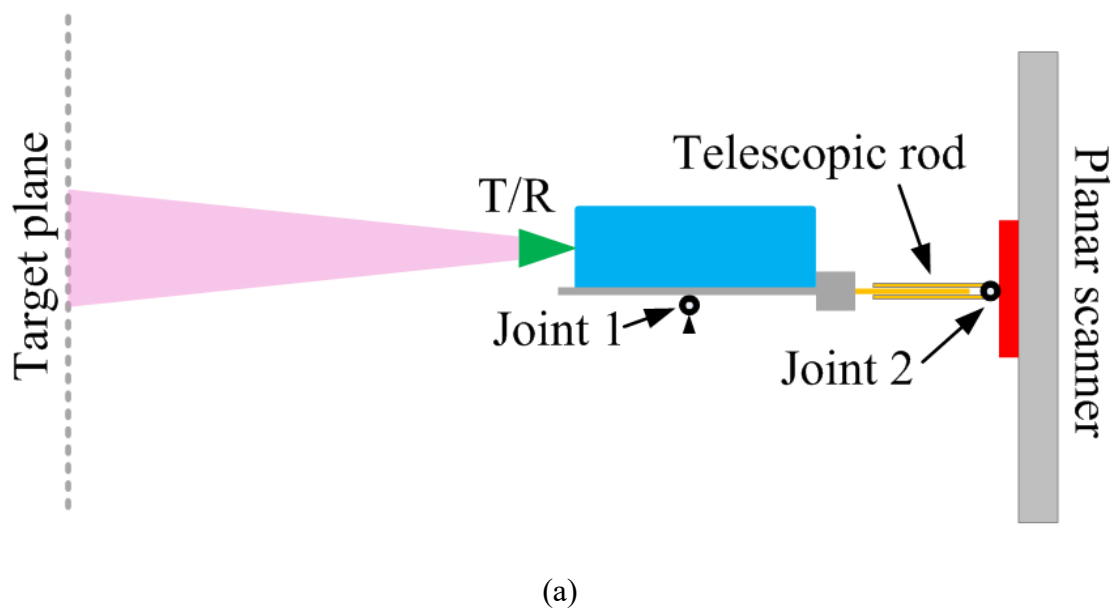 Target plane
T/R
Telescopic rod
Joint 1
Joint 2
Planar scanner
(a)